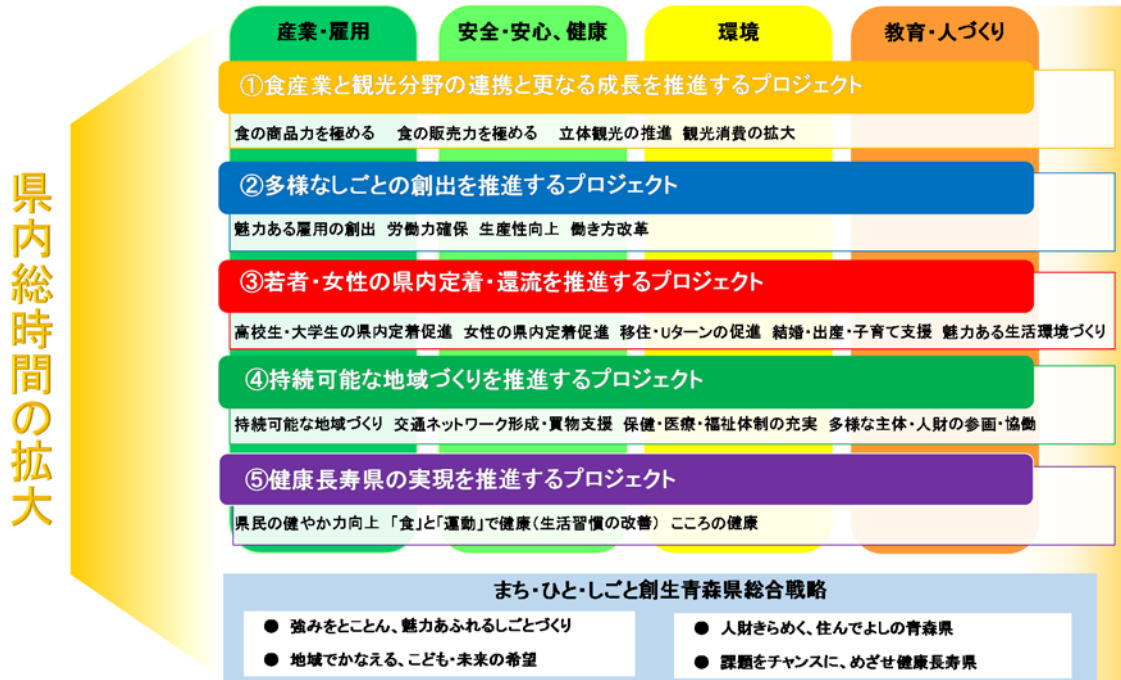 県内総時間の拡大
産業・雇用
安全・安心、健康
環境
教育・人づくり
①食産業と観光分野の連携と更なる成長を推進するプロジェクト
食の商品力を極める 食の販売力を極める 立体観光の推進 観光消費の拡大
②多様なしごとの創出を推進するプロジェクト
魅力ある雇用の創出 労働力確保 生産性向上 働き方改革
③若者・女性の県内定着・還流を推進するプロジェクト
高校生・大学生の県内定着促進 女性の県内定着促進 移住・Uターンの促進 結婚・出産・子育て支援 魅力ある生活環境づくり
④持続可能な地域づくりを推進するプロジェクト
持続可能な地域づくり 交通ネットワーク形成・買物支援 保健・医療・福祉体制の充実 多様な主体・人財の参画・協働
⑤健康長寿県の実現を推進するプロジェクト
県民の健やか力向上 「食」と「運動」で健康(生活習慣の改善) こころの健康
まち・ひと・しごと創生青森県総合戦略
● 強みをとことん、魅力あふれるしごとづくり
● 地域でかなえる、こども・未来の希望
● 人財きらめく、住んでよしの青森県
● 課題をチャンスに、めざせ健康長寿県